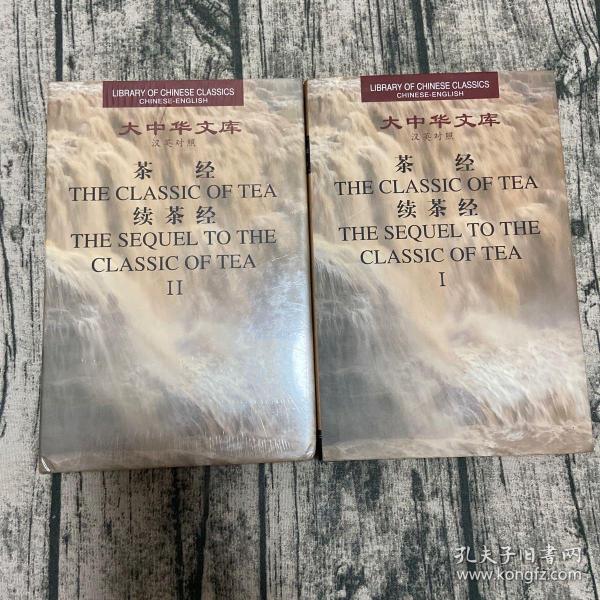 LIBRARY OF CHINESE CLASSICS
CHINESE-ENGLISH
大中华文库
汉英对照
茶 经
THE CLASSIC OF TEA
续茶经
THE SEQUEL TO THE
CLASSIC OF TEA
II
LIBRARY OF CHINESE CLASSICS
CHINESE-ENGLISH
大中华文库
汉英对照
茶 经
THE CLASSIC OF TEA
续茶经
THE SEQUEL TO THE
CLASSIC OF TEA
I
孔夫子旧书网
www.kongfz.com